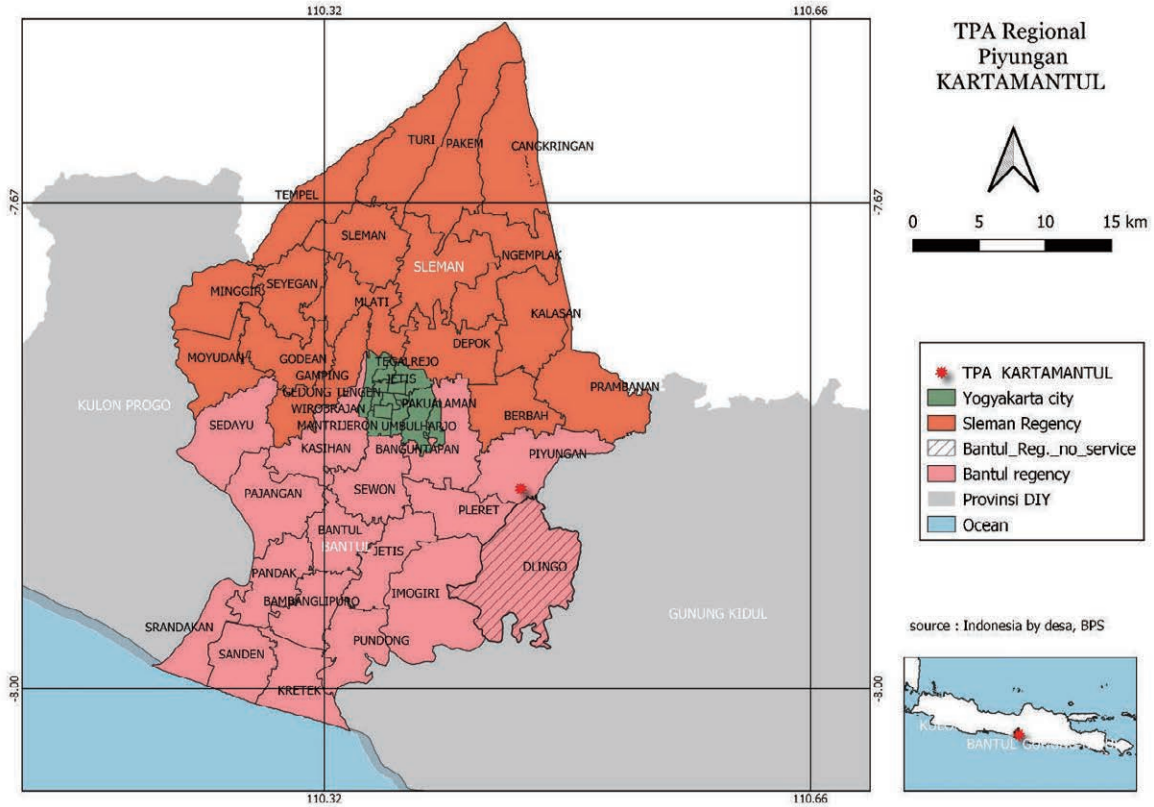 110.32
110.66
TPA Regional
Piyungan
KARTAMANTUL
TURI
PAKEM
CANGKRINGAN
TEMPEL
-7.67
-7.67
0 5 10 15 km
SLEMAN
NGEMPLAK
SLEMAN
SEYEGAN
MINGGIR
MLATI
KALASAN
DEPOK
MOYUDAN
GODEAN
TEGALREJO
GAMPING
JETIS
PRAMBANAN
GEDUNG TENGEN
KULON PROGO
WIROBRAJAN
PAKUALAMAN
BERBAH
SEDAYU
MANTRIJERON
UMBULHARJO
KASIHAN
BANGUNTAPAN
PIYUNGAN
PAJANGAN
SEWON
PLERET
BANTUL
BANTUL
JETIS
DLINGO
PANDAK
IMOGIRI
BAMBANGLIPURO
GUNUNG KIDUL
SRANDAKAN
PUNDONG
SANDEN
KRETEK
-8.00
-8.00
110.32
110.66
TPA KARTAMANTUL
Yogyakarta city
Sleman Regency
Bantul_Reg._no_service
Bantul regency
Provinsi DIY
Ocean
source : Indonesia by desa, BPS
BANTUL